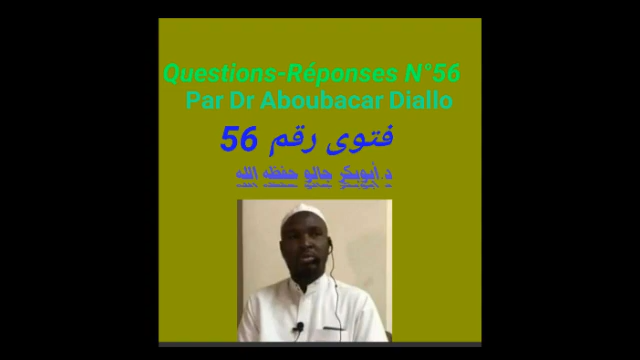 Questions-Réponses N°56
Par Dr Aboubacar Diallo
فتوى رقم 56
د.أبوبكر جالو حفظه الله